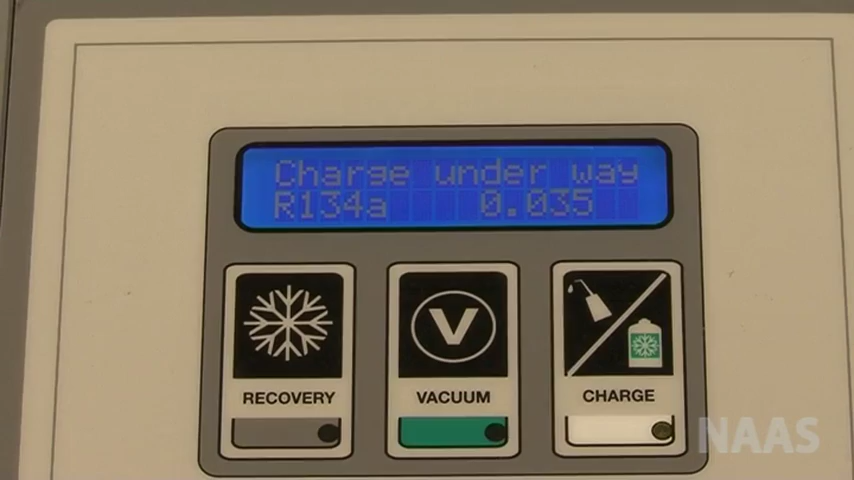 Charge under way
R134a 0.035
V
RECOVERY
VACUUM
CHARGE
NAAS